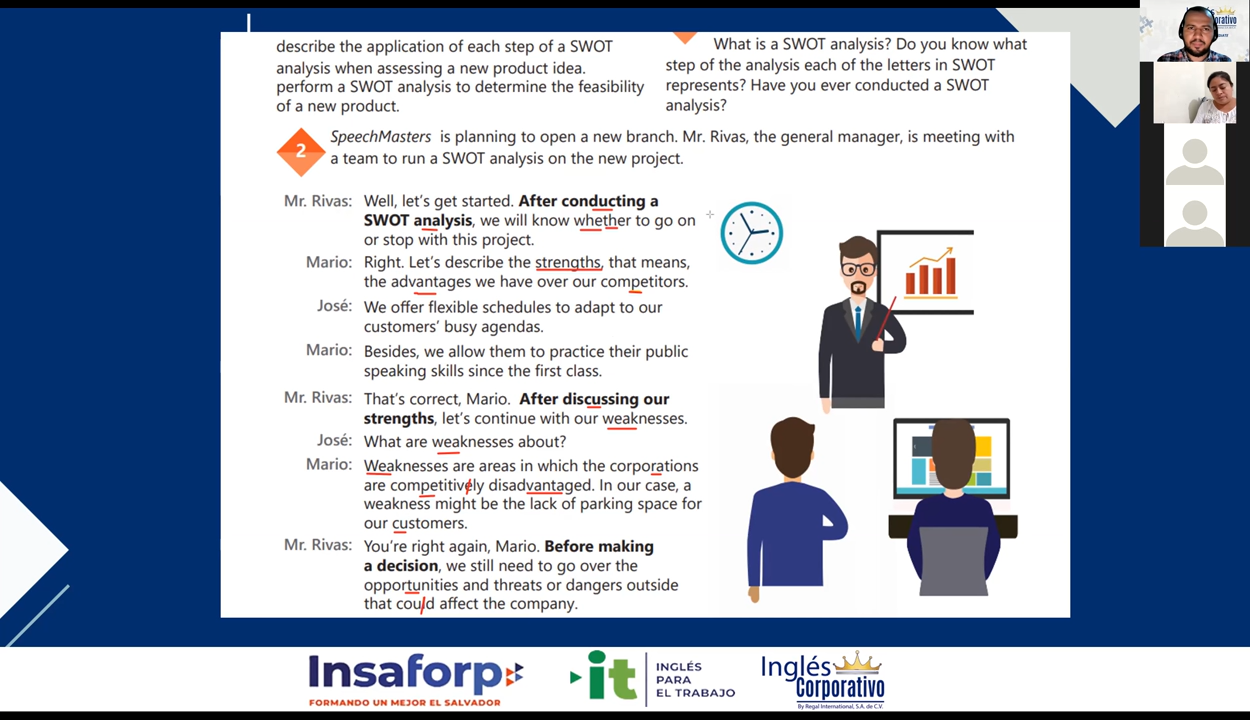 describe the application of each step of a SWOT
analysis when assessing a new product idea.
perform a SWOT analysis to determine the feasibility
of a new product.
What is a SWOT analysis? Do you know what
step of the analysis each of the letters in SWOT
represents? Have you ever conducted a SWOT
analysis?
2
SpeechMasters is planning to open a new branch. Mr. Rivas, the general manager, is meeting with
a team to run a SWOT analysis on the new project.
Mr. Rivas: Well, let's get started. After conducting a
SWOT analysis, we will know whether to go on
or stop with this project.
Mario: Right. Let's describe the strengths, that means,
the advantages we have over our competitors.
José: We offer flexible schedules to adapt to our
customers' busy agendas.
Mario: Besides, we allow them to practice their public
speaking skills since the first class.
Mr. Rivas: That's correct, Mario. After discussing our
strengths, let's continue with our weaknesses.
José: What are weaknesses about?
Mario: Weaknesses are areas in which the corporations
are competitively disadvantaged. In our case, a
weakness might be the lack of parking space for
our customers.
Mr. Rivas: You're right again, Mario. Before making
a decision, we still need to go over the
opportunities and threats or dangers outside
that could affect the company.
Insaforp
FORMANDO UN MEJOR EL SALVADOR
it
INGLÉS
PARA
EL TRABAJO
Inglés
Corporativo
By Regal International, S.A. de C.V.